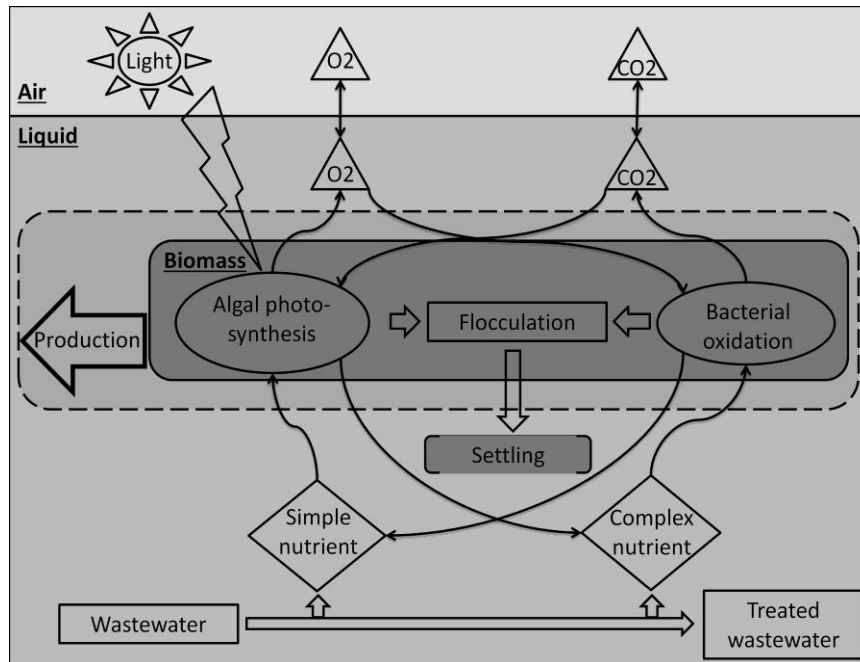 Light
O2
CO2
Air
Liquid
O2
CO2
Biomass
Algal photo-
synthesis
Flocculation
Bacterial
oxidation
Production
Settling
Simple
nutrient
Complex
nutrient
Wastewater
Treated
wastewater